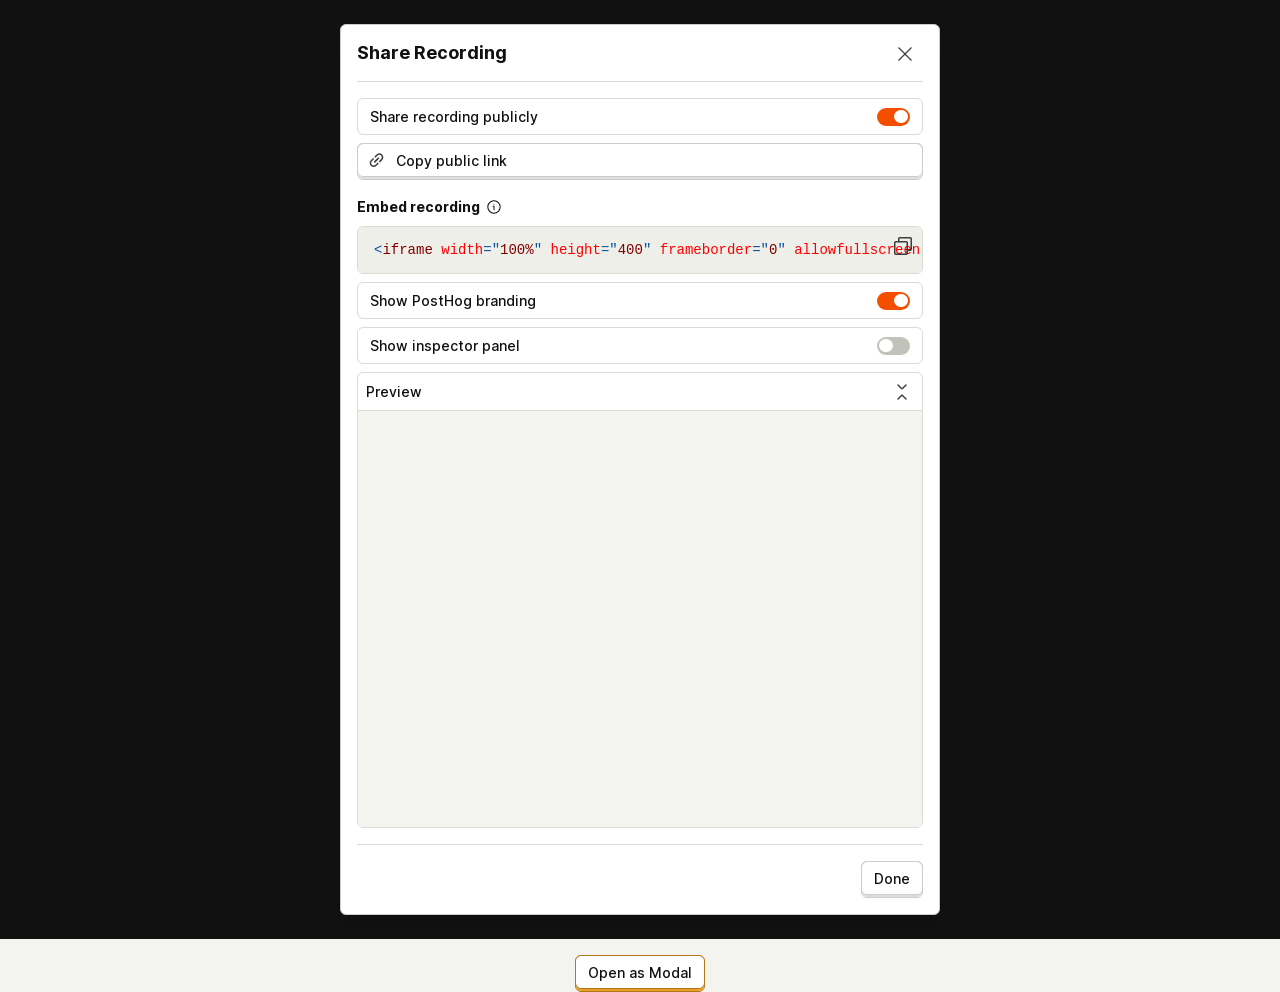 Share Recording
Share recording publicly
Copy public link
Embed recording
<iframe width="100%" height="400" frameborder="0" allowfullscreen
Show PostHog branding
Show inspector panel
Preview
Done
Open as Modal